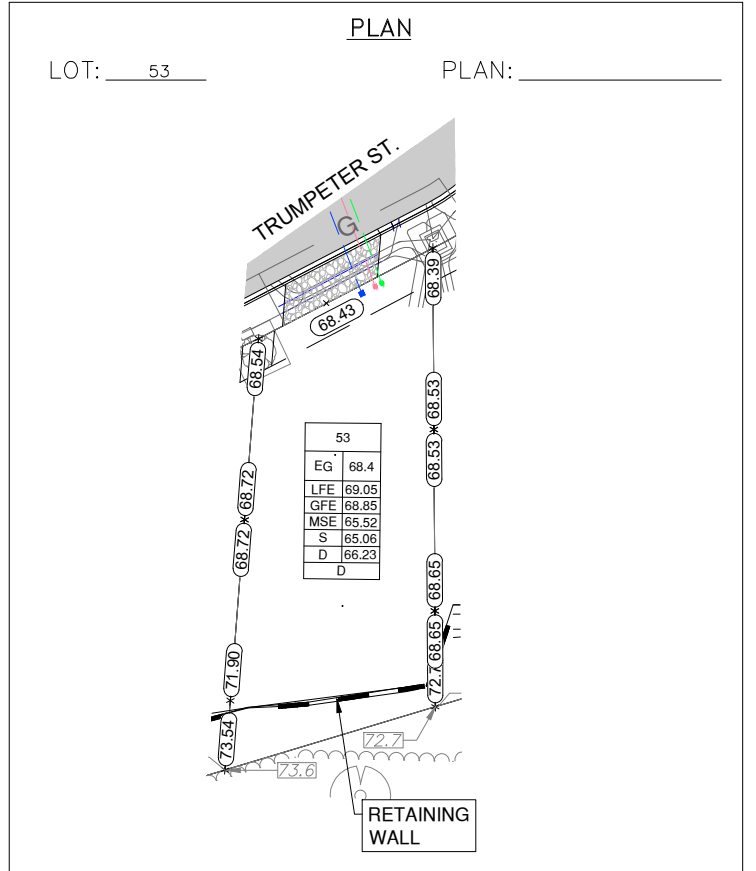 PLAN
LOT: 53
PLAN:
TRUMPETER ST.
G
68.39
68.43
68.54
68.53
68.53
68.72
68.72
53
EG 68.4
LFE 69.05
GFE 68.85
MSE 65.52
S 65.06
D 66.23
D
68.65
68.65
71.90
72.7
73.54
72.7
73.6
RETAINING
WALL